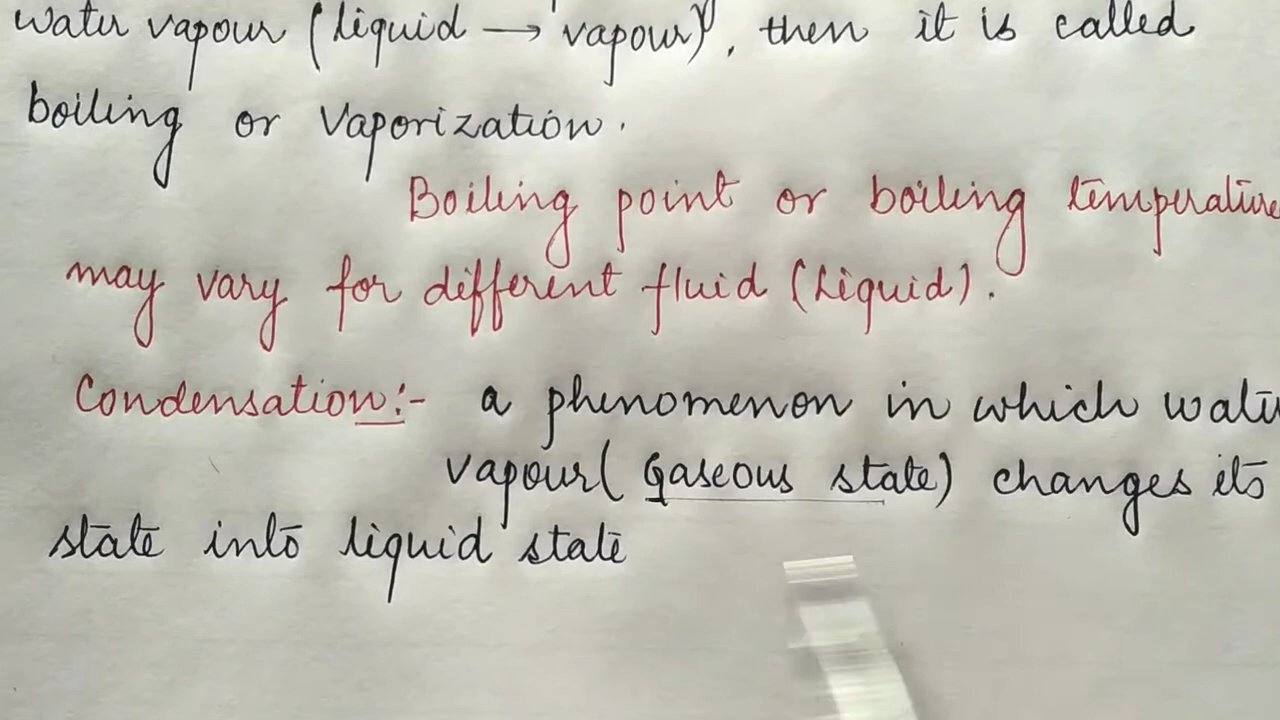 water vapour (liquid → vapour), then it is called
boiling or Vaporization.
Boiling point or boiling temperature
may vary for different fluid (Liquid).
Condensation:- a phenomenon in which wate
vapour( Gaseous state) changes its
state into liquid state